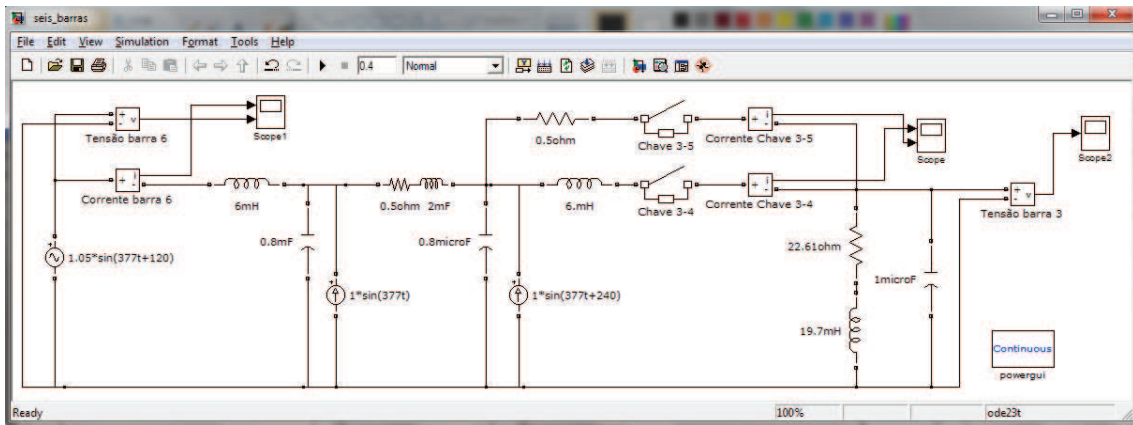 seis_barras
File Edit View Simulation Format Tools Help
0.4 Normal
Tensão barra 6
Scope1
Corrente barra 6
6mH
0.8mF
1.05*sin(377t+120)
1*sin(377t)
0.5ohm 2mF
0.8microF
1*sin(377t+240)
0.5ohm
Chave 3-5
Corrente Chave 3-5
6.mH
Chave 3-4
Corrente Chave 3-4
Scope
Scope2
Tensão barra 3
22.61ohm
1microF
19.7mH
Continuous
powergui
Ready 100% ode23t